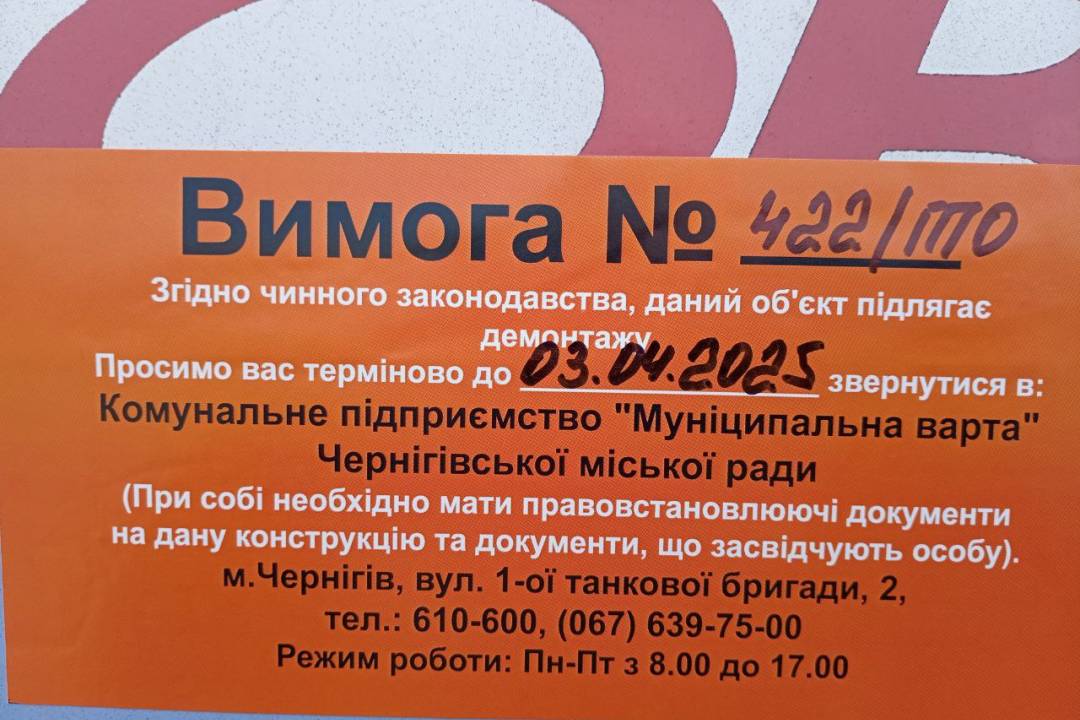 Вимога № 422/ТО
Згідно чинного законодавства, даний об'єкт підлягає
демонтажу
Просимо вас терміново до 03.04.2025 звернутися в:
Комунальне підприємство "Муніципальна варта"
Чернігівської міської ради
(При собі необхідно мати правовстановлюючі документи
на дану конструкцію та документи, що засвідчують особу).
м.Чернігів, вул. 1-ої танкової бригади, 2,
тел.: 610-600, (067) 639-75-00
Режим роботи: Пн-Пт з 8.00 до 17.00